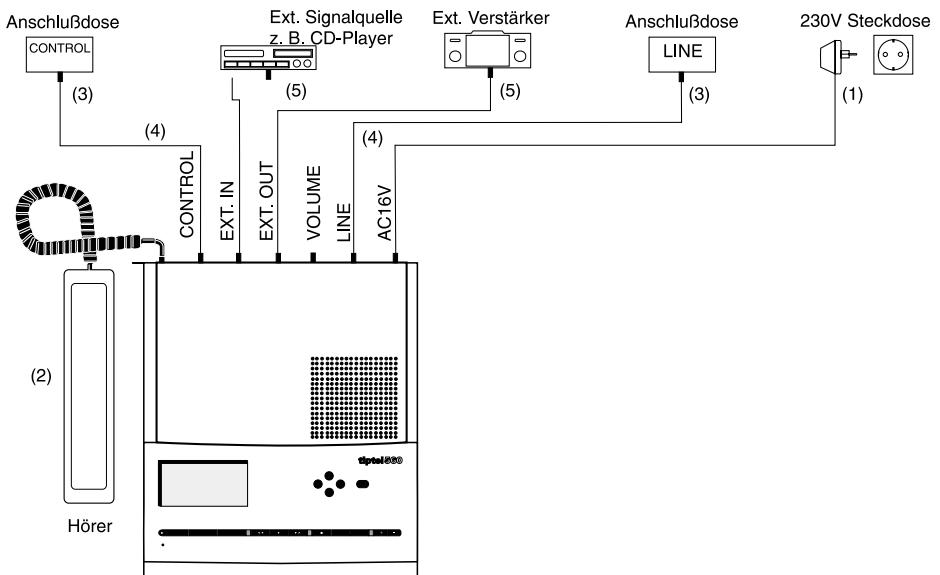 Anschlußdose
CONTROL
(3)
Ext. Signalquelle
z. B. CD-Player
(5)
Ext. Verstärker
(5)
Anschlußdose
LINE
(3)
230V Steckdose
(1)
(4)
(4)
CONTROL
EXT. IN
EXT. OUT
VOLUME
LINE
AC16V
(2)
Hörer
tiptel 560